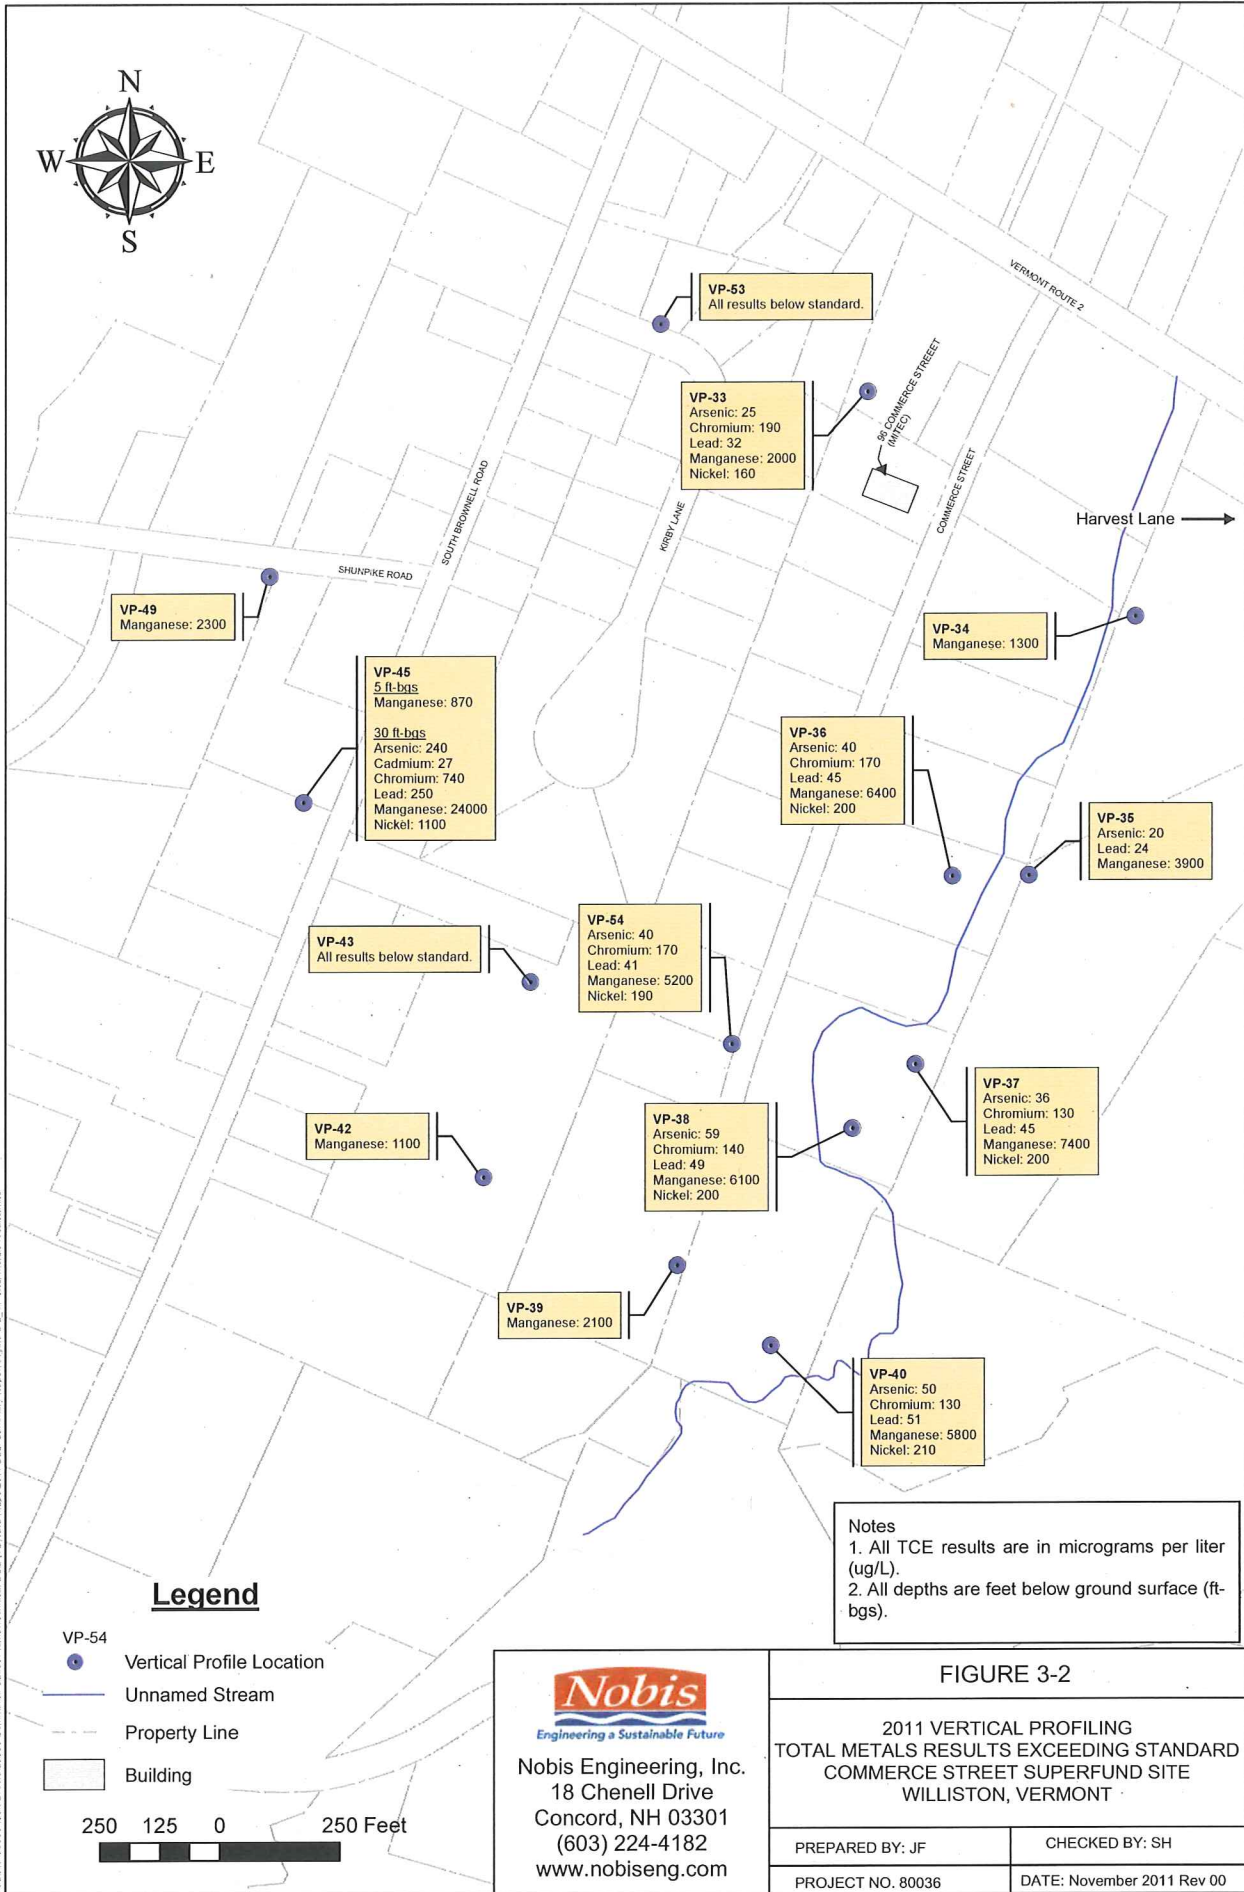 N
W E
S
VERMONT ROUTE 2
VP-53
All results below standard.
VP-33
Arsenic: 25
Chromium: 190
Lead: 32
Manganese: 2000
Nickel: 160
96 COMMERCE STREEET
(MITEC)
COMMERCE STREET
KIRBY LANE
SOUTH BROWNELL ROAD
SHUNPIKE ROAD
Harvest Lane
VP-49
Manganese: 2300
VP-34
Manganese: 1300
VP-45
5 ft-bgs
Manganese: 870
30 ft-bgs
Arsenic: 240
Cadmium: 27
Chromium: 740
Lead: 250
Manganese: 24000
Nickel: 1100
VP-36
Arsenic: 40
Chromium: 170
Lead: 45
Manganese: 6400
Nickel: 200
VP-35
Arsenic: 20
Lead: 24
Manganese: 3900
VP-54
Arsenic: 40
Chromium: 170
Lead: 41
Manganese: 5200
Nickel: 190
VP-43
All results below standard.
VP-37
Arsenic: 36
Chromium: 130
Lead: 45
Manganese: 7400
Nickel: 200
VP-38
Arsenic: 59
Chromium: 140
Lead: 49
Manganese: 6100
Nickel: 200
VP-42
Manganese: 1100
VP-39
Manganese: 2100
VP-40
Arsenic: 50
Chromium: 130
Lead: 51
Manganese: 5800
Nickel: 210
Notes
1. All TCE results are in micrograms per liter
(ug/L).
2. All depths are feet below ground surface (ft-
bgs).
Legend
VP-54
Vertical Profile Location
Unnamed Stream
Property Line
Building
250 125 0 250 Feet
Nobis
Engineering a Sustainable Future
Nobis Engineering, Inc.
18 Chenell Drive
Concord, NH 03301
(603) 224-4182
www.nobiseng.com
FIGURE 3-2
2011 VERTICAL PROFILING
TOTAL METALS RESULTS EXCEEDING STANDARD
COMMERCE STREET SUPERFUND SITE
WILLISTON, VERMONT
PREPARED BY: JF
CHECKED BY: SH
PROJECT NO. 80036
DATE: November 2011 Rev 00